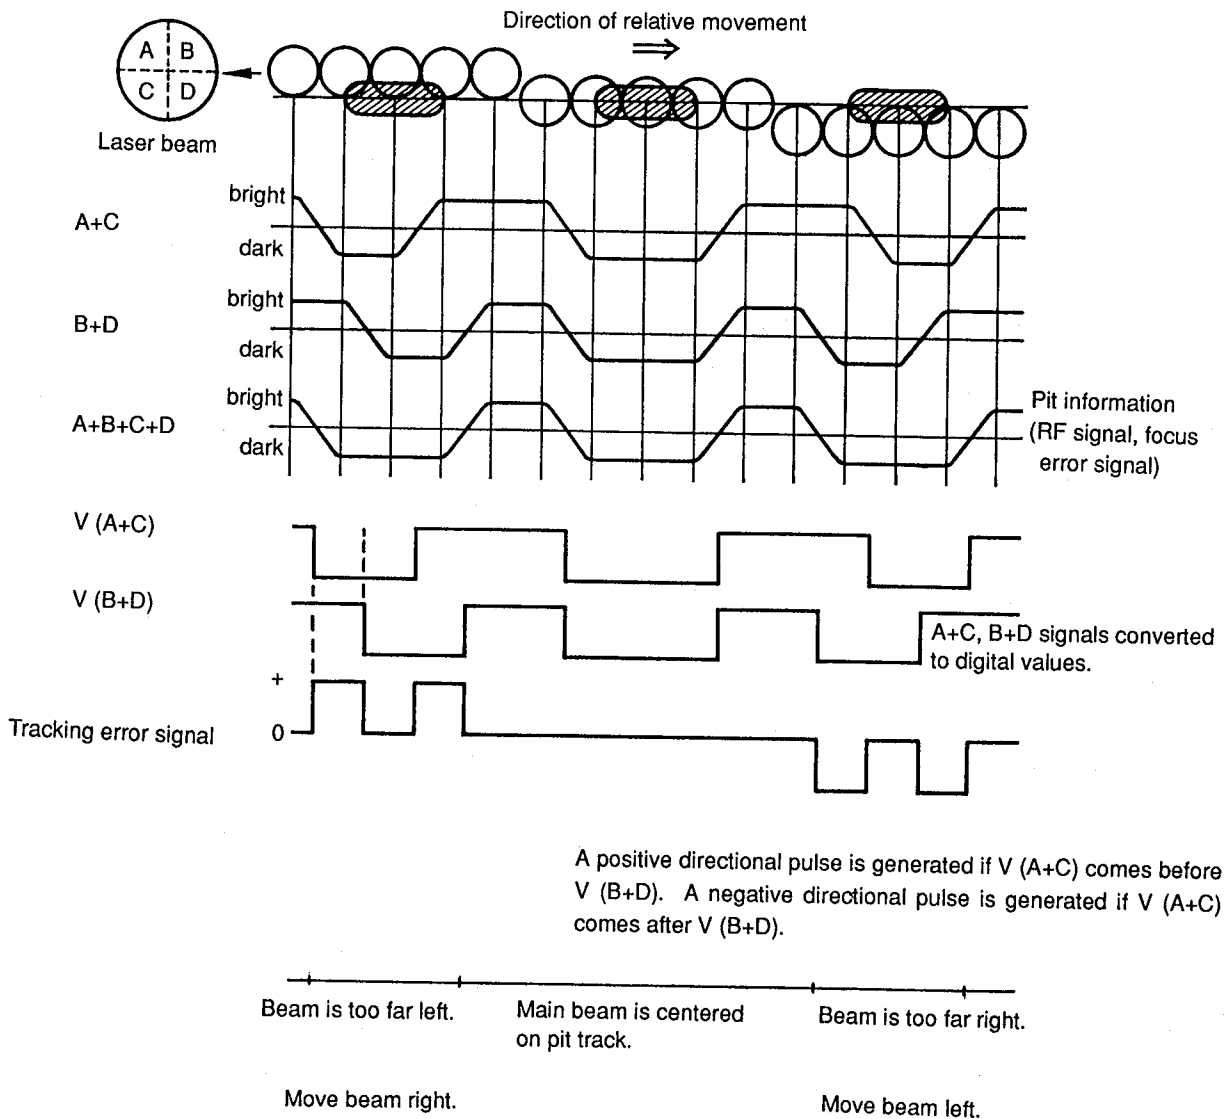 Direction of relative movement
A B
C D
Laser beam
bright
A+C
dark
bright
B+D
dark
bright
A+B+C+D
dark
Pit information
(RF signal, focus
error signal)
V (A+C)
V (B+D)
A+C, B+D signals converted
to digital values.
+
Tracking error signal
0
A positive directional pulse is generated if V (A+C) comes before
V (B+D). A negative directional pulse is generated if V (A+C)
comes after V (B+D).
Beam is too far left.
Main beam is centered
on pit track.
Beam is too far right.
Move beam right.
Move beam left.